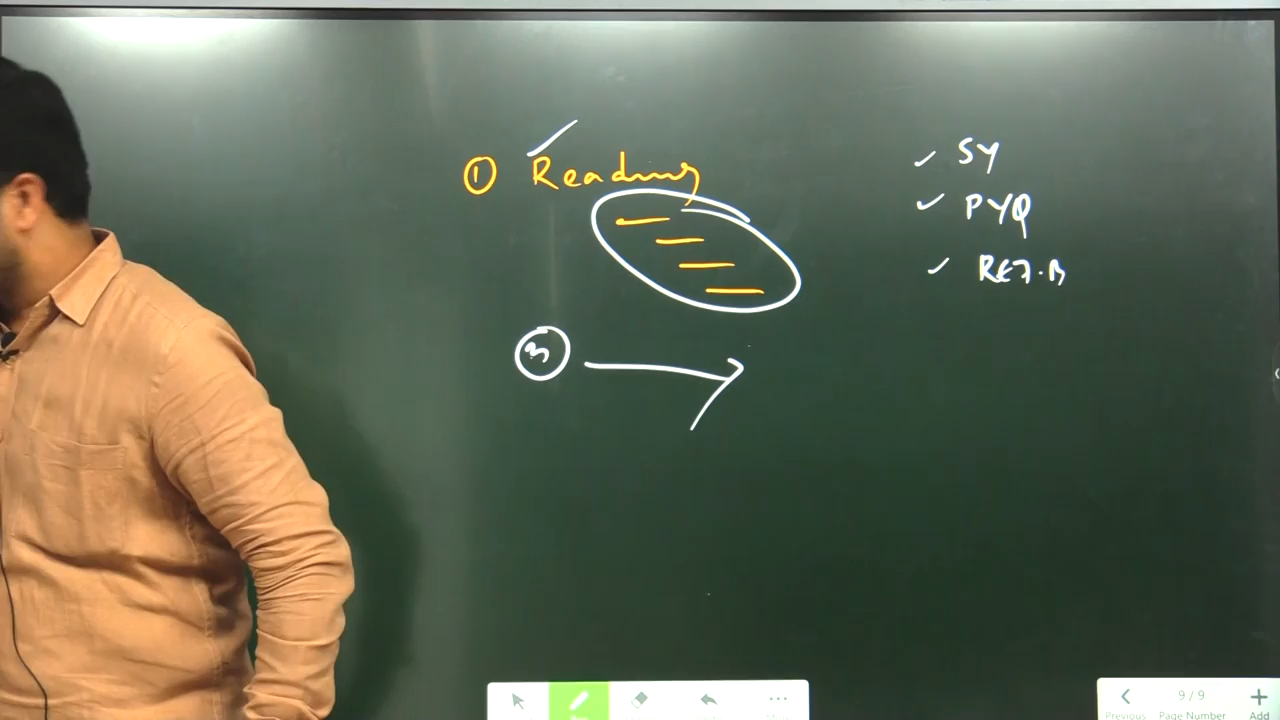 ① Reading
③
SY
PYQ
REF.B
9/9
Previous Page Number Add